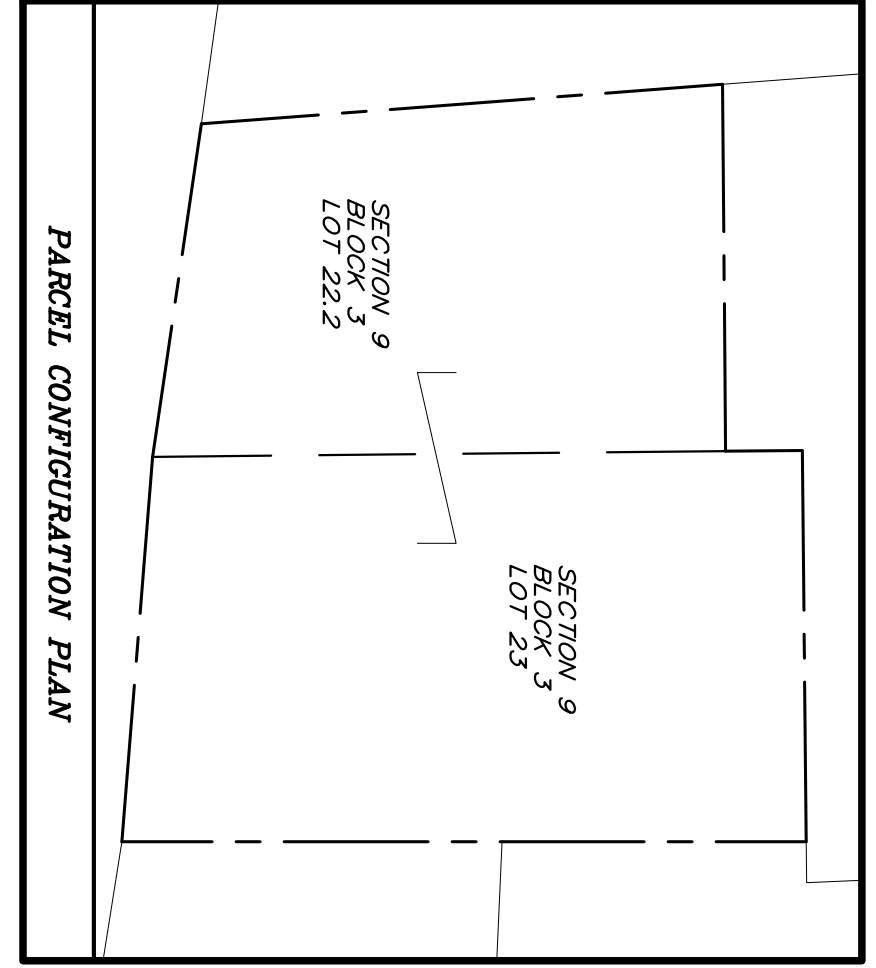 SECTION 9
BLOCK 3
LOT 22.2
SECTION 9
BLOCK 3
LOT 23
PARCEL CONFIGURATION PLAN